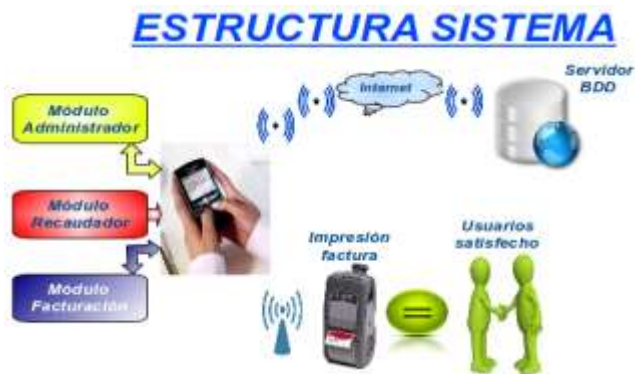 ESTRUCTURA SISTEMA
Servidor
BDD
Internet
Módulo
Administrador
Módulo
Recaudador
Módulo
Facturación
Impresión
factura
Usuarios
satisfecho